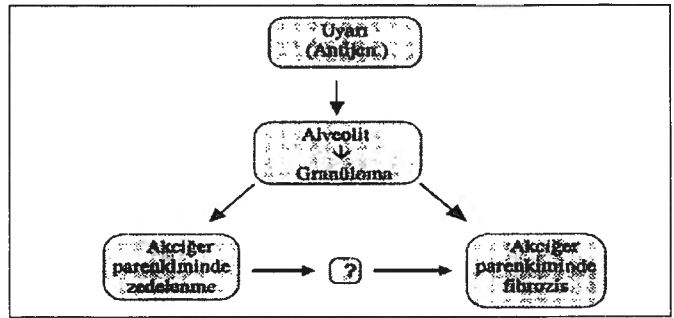 Uyarı
(Antijen)
Alveolit
Granüloma
Akciğer
parenkiminde
zedelenme
?
Akciğer
parenkiminde
fibrozis